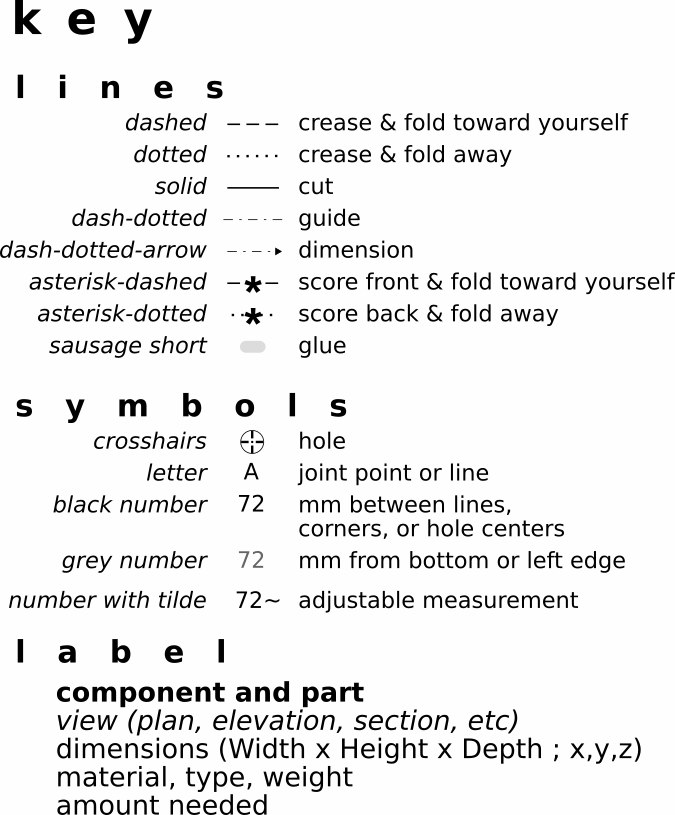 key
lines
dashed crease & fold toward yourself
dotted crease & fold away
solid cut
dash-dotted guide
dash-dotted-arrow dimension
asterisk-dashed * score front & fold toward yourself
asterisk-dotted * score back & fold away
sausage short glue
symbols
crosshairs hole
letter A joint point or line
black number 72 mm between lines,
corners, or hole centers
grey number 72 mm from bottom or left edge
number with tilde 72~ adjustable measurement
label
component and part
view (plan, elevation, section, etc)
dimensions (Width x Height x Depth ; x,y,z)
material, type, weight
amount needed